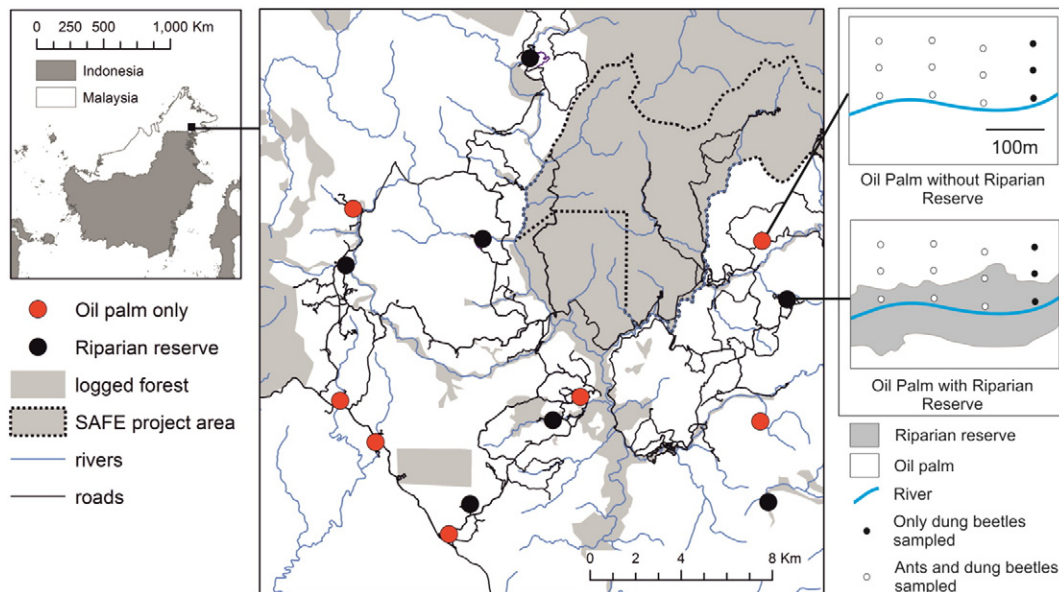 0 250 500 1,000 Km
Indonesia
Malaysia
Oil palm only
Riparian reserve
logged forest
SAFE project area
rivers
roads
0 2 4 8 Km
100m
Oil Palm without Riparian
Reserve
Oil Palm with Riparian
Reserve
Riparian reserve
Oil palm
River
Only dung beetles
sampled
Ants and dung beetles
sampled